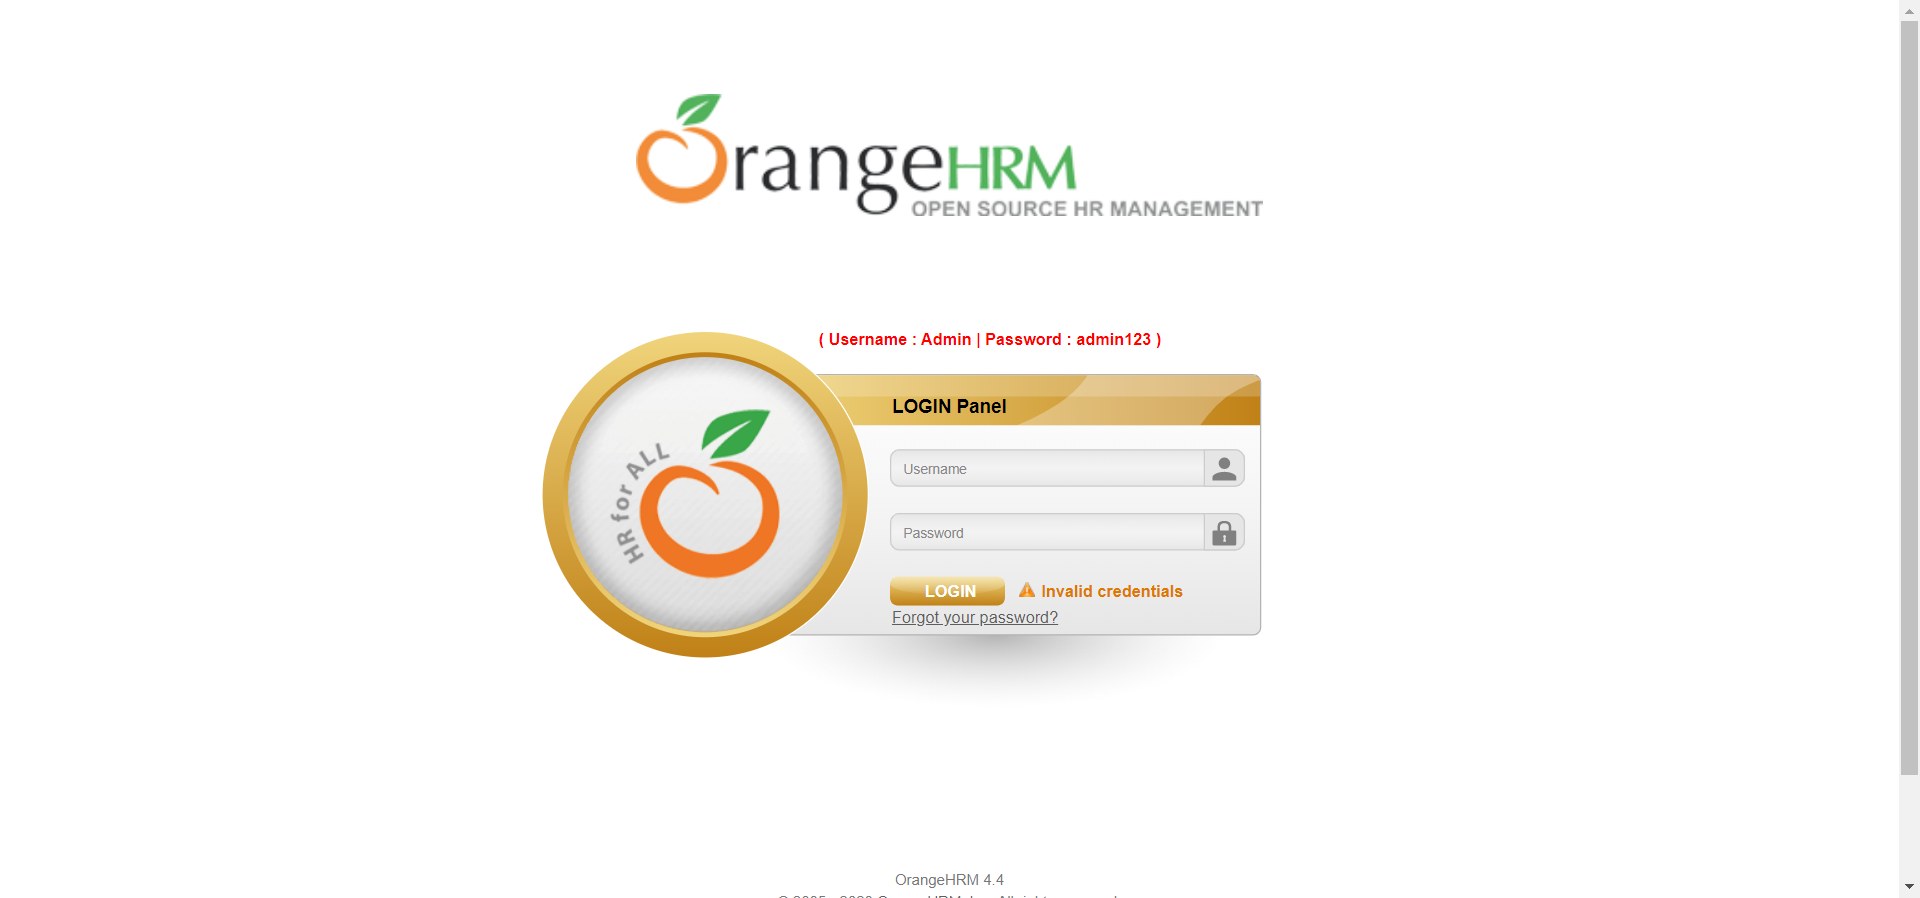 OrangeHRM
OPEN SOURCE HR MANAGEMENT
( Username : Admin | Password : admin123 )
LOGIN Panel
HR for ALL
Username
Password
LOGIN
Invalid credentials
Forgot your password?
OrangeHRM 4.4